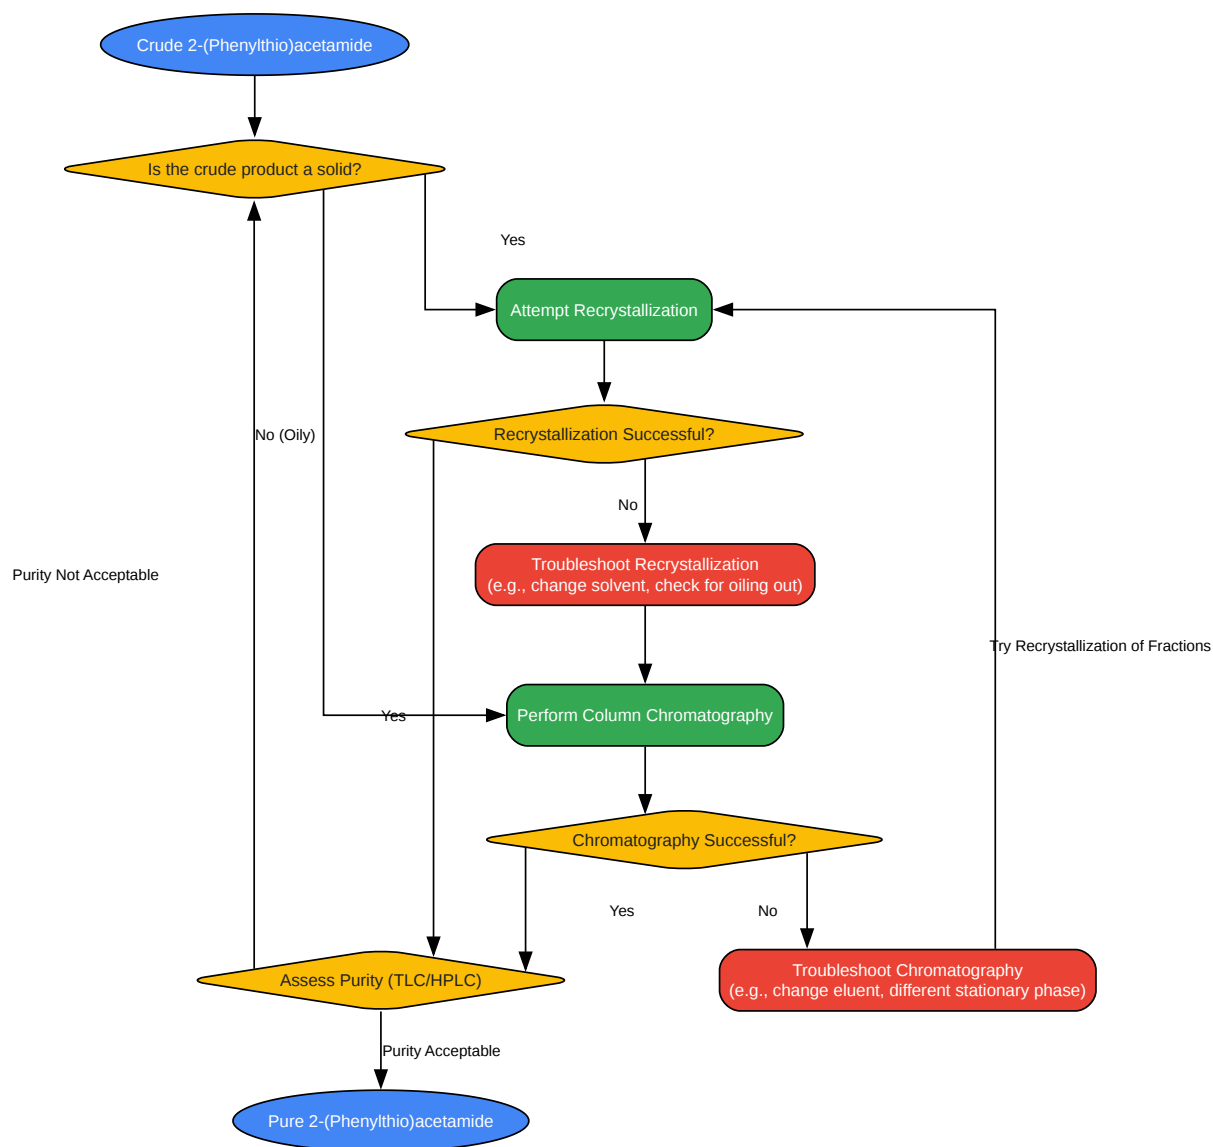 Crude 2-(Phenylthio)acetamide
Is the crude product a solid?
Yes
Attempt Recrystallization
No (Oily)
Recrystallization Successful?
No
Troubleshoot Recrystallization
(e.g., change solvent, check for oiling out)
Purity Not Acceptable
Try Recrystallization of Fractions
Yes
Perform Column Chromatography
Chromatography Successful?
Yes
No
Troubleshoot Chromatography
(e.g., change eluent, different stationary phase)
Assess Purity (TLC/HPLC)
Purity Acceptable
Pure 2-(Phenylthio)acetamide